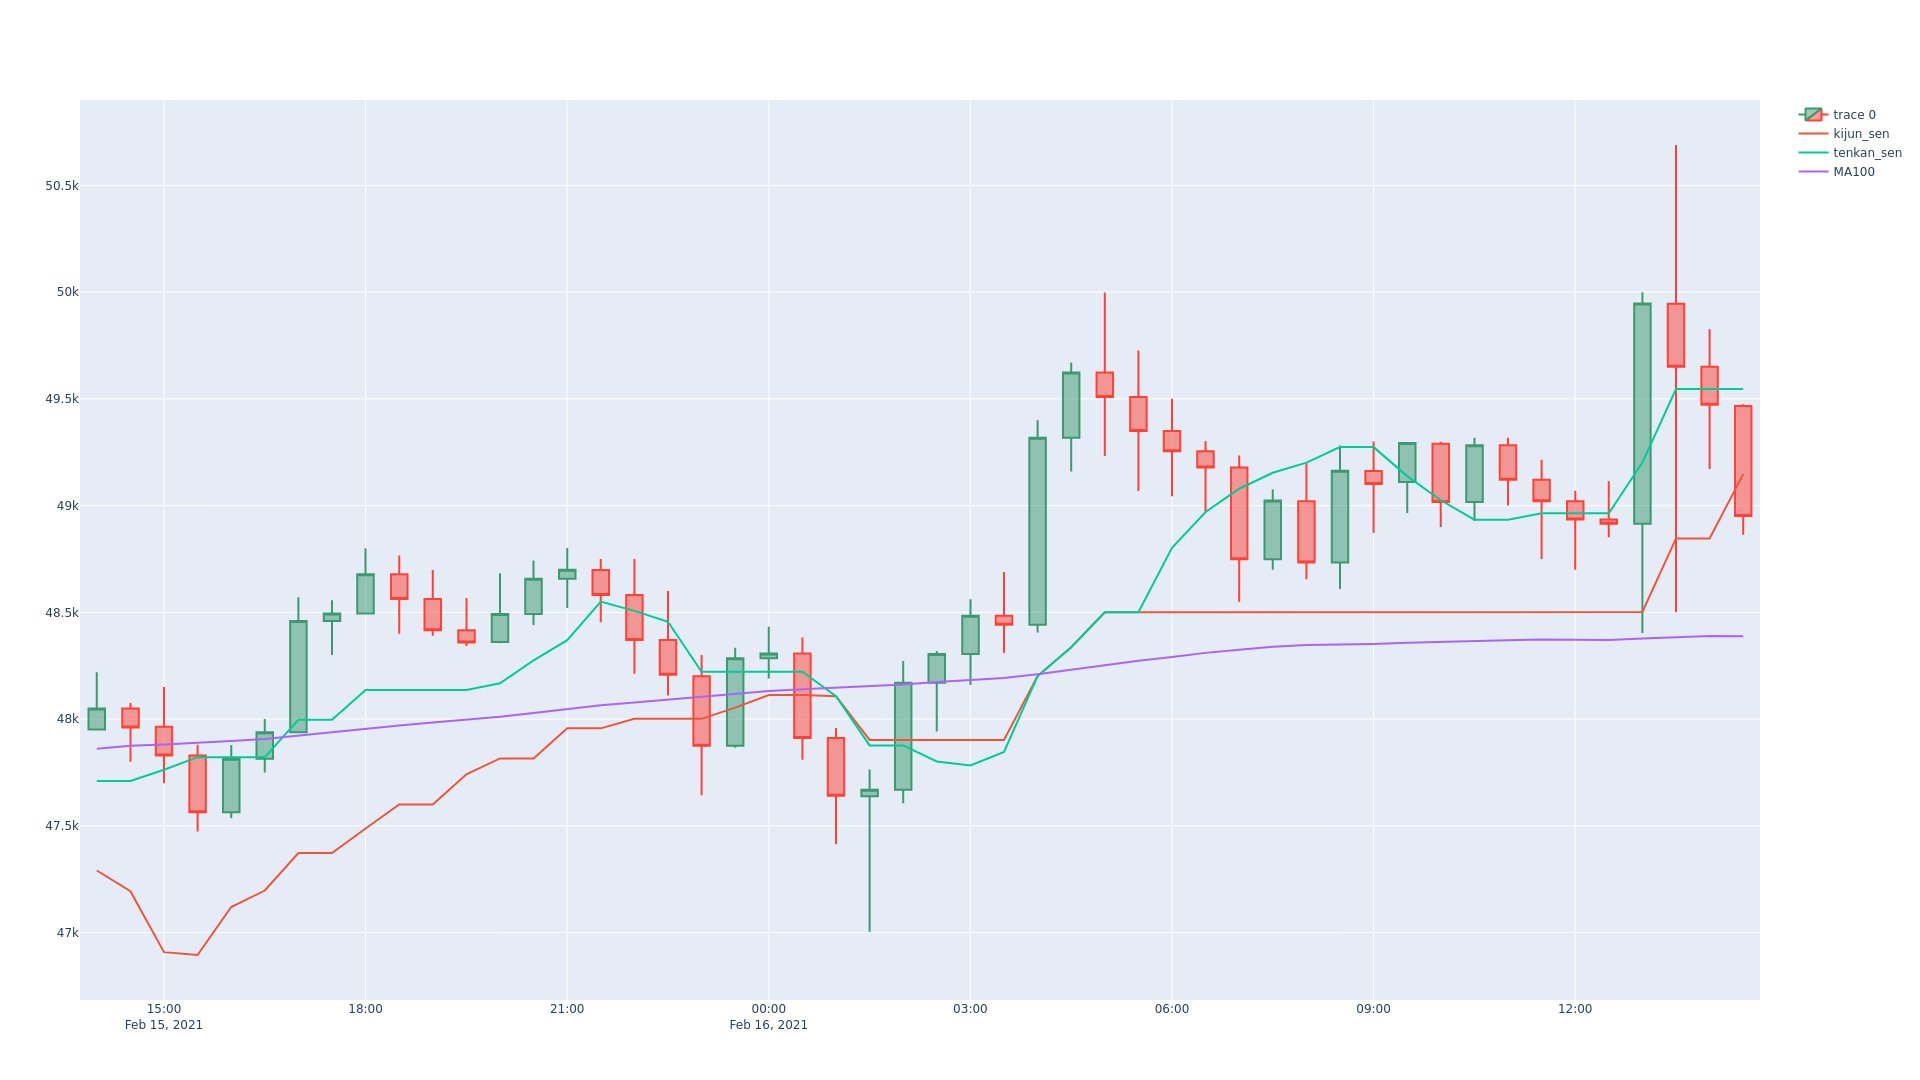 trace 0
kijun_sen
tenkan_sen
MA100
50.5k
50k
49.5k
49k
48.5k
48k
47.5k
47k
15:00 18:00 21:00 00:00 03:00 06:00 09:00 12:00
Feb 15, 2021 Feb 16, 2021